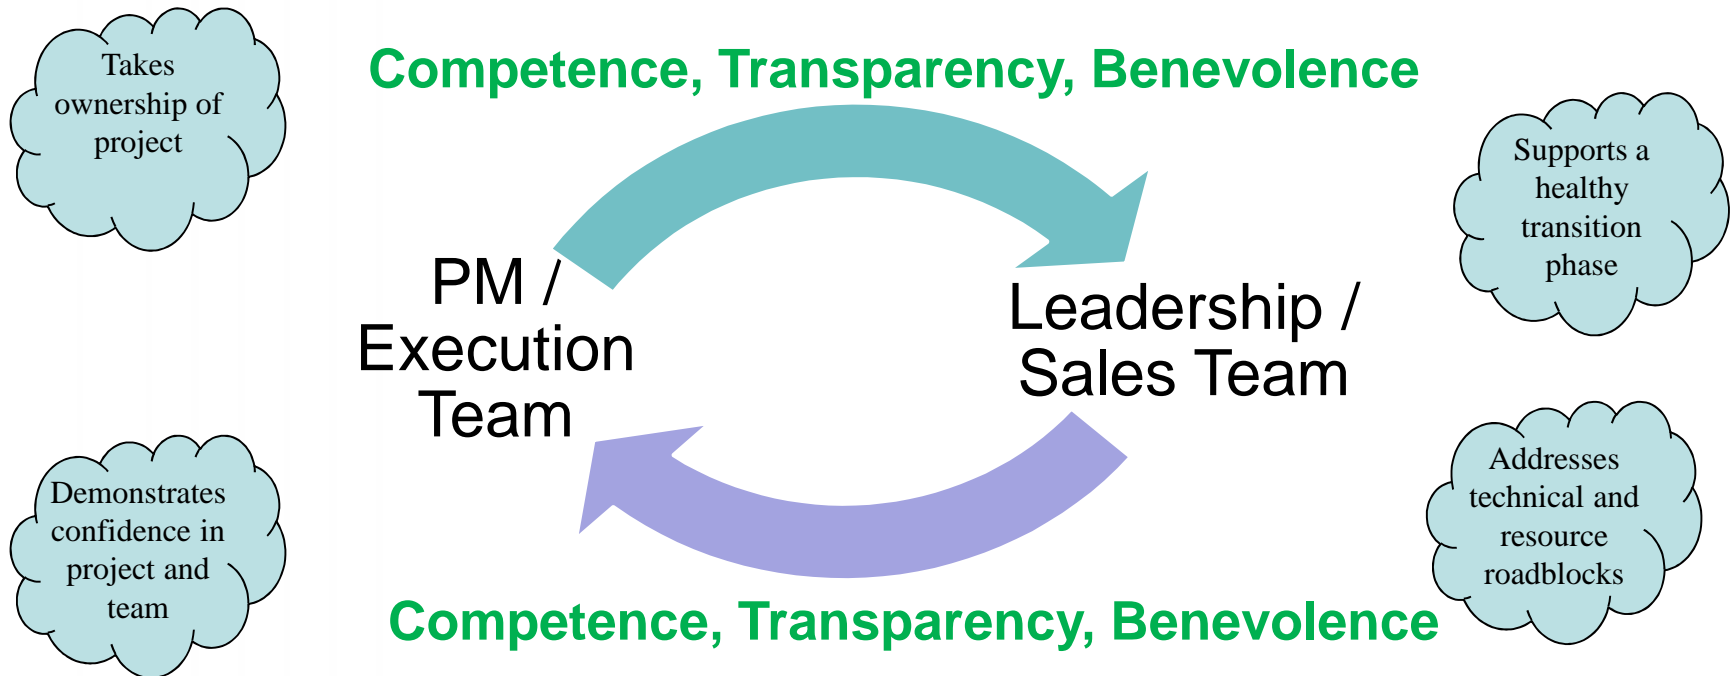 Takes
ownership of
project
Competence, Transparency, Benevolence
Supports a
healthy
transition
phase
PM /
Execution
Team
Leadership /
Sales Team
Demonstrates
confidence in
project and
team
Addresses
technical and
resource
roadblocks
Competence, Transparency, Benevolence